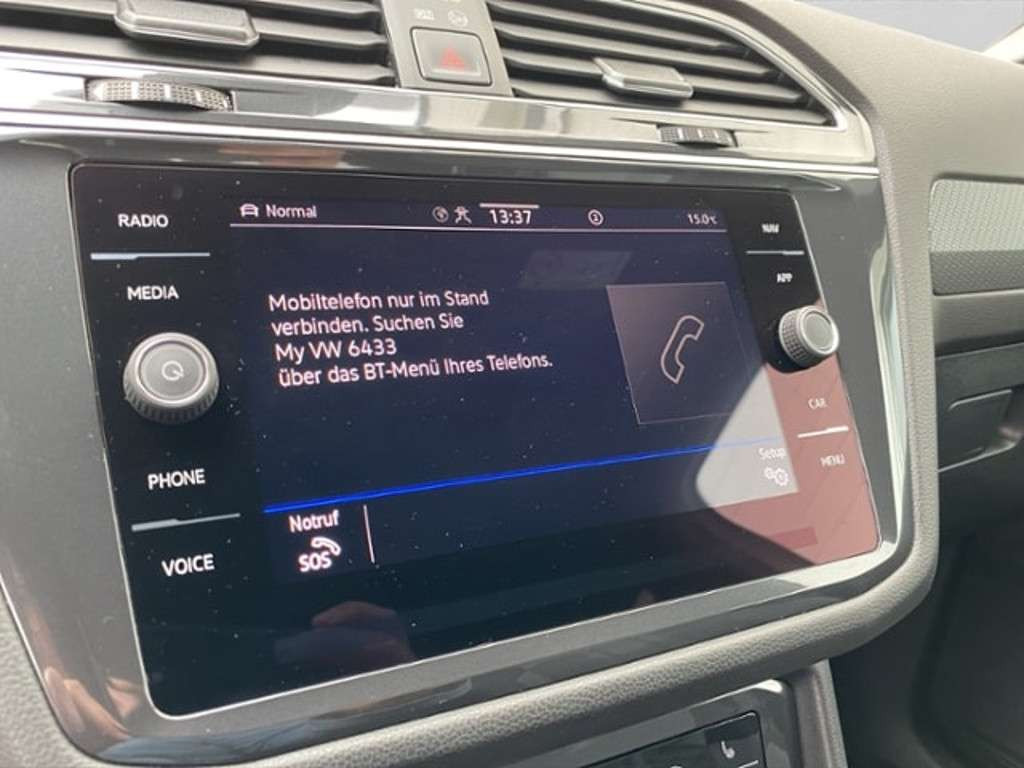 RADIO
MEDIA
PHONE
VOICE
Normal
13:37
15.0°C
Mobiltelefon nur im Stand
verbinden. Suchen Sie
My VW 6433
über das BT-Menü Ihres Telefons.
Setup
Notruf
SOS
NAV
APP
CAR
MENU